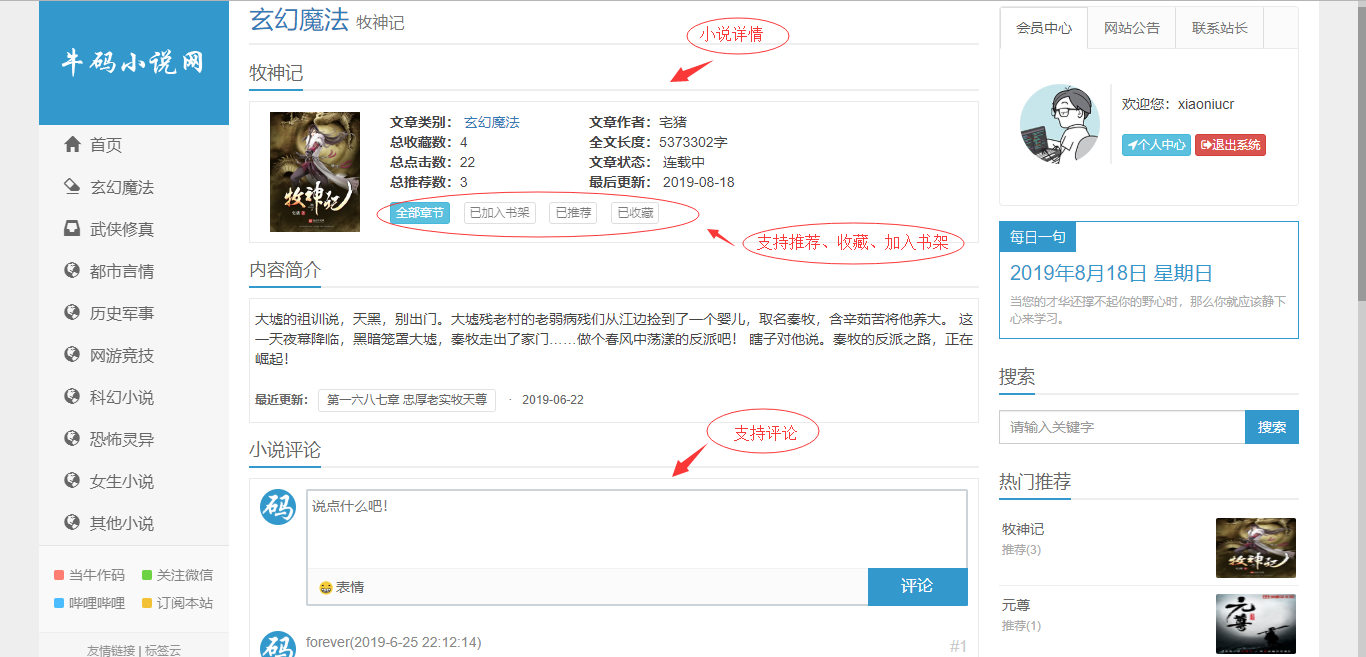 牛码小说网
首页
玄幻魔法
武侠修真
都市言情
历史军事
网游竞技
科幻小说
恐怖灵异
女生小说
其他小说
当牛作码 关注微信
哔哩哔哩 订阅本站
友情链接 | 标签云
玄幻魔法 牧神记
小说详情
牧神记
牧神记
文章类别： 玄幻魔法 文章作者：宅猪
总收藏数：4 全文长度：5373302字
总点击数：22 文章状态： 连载中
总推荐数：3 最后更新： 2019-08-18
全部章节 已加入书架 已推荐 已收藏
支持推荐、收藏、加入书架
内容简介
大墟的祖训说，天黑，别出门。大墟残老村的老弱病残们从江边捡到了一个婴儿，取名秦牧，含辛茹苦将他养大。 这
一天夜幕降临，黑暗笼罩大墟，秦牧走出了家门……做个春风中荡漾的反派吧！ 瞎子对他说。秦牧的反派之路，正在
崛起！
最近更新： 第一六八七章 忠厚老实牧天尊 · 2019-06-22
小说评论
支持评论
码
说点什么吧！
表情
评论
码
forever(2019-6-25 22:12:14) #1
会员中心 网站公告 联系站长
欢迎您：xiaoniucr
个人中心 退出系统
每日一句
2019年8月18日 星期日
当您的才华还撑不起你的野心时，那么你就应该静下
心来学习。
搜索
请输入关键字 搜索
热门推荐
牧神记
推荐(3)
牧神记
元尊
推荐(1)
元尊